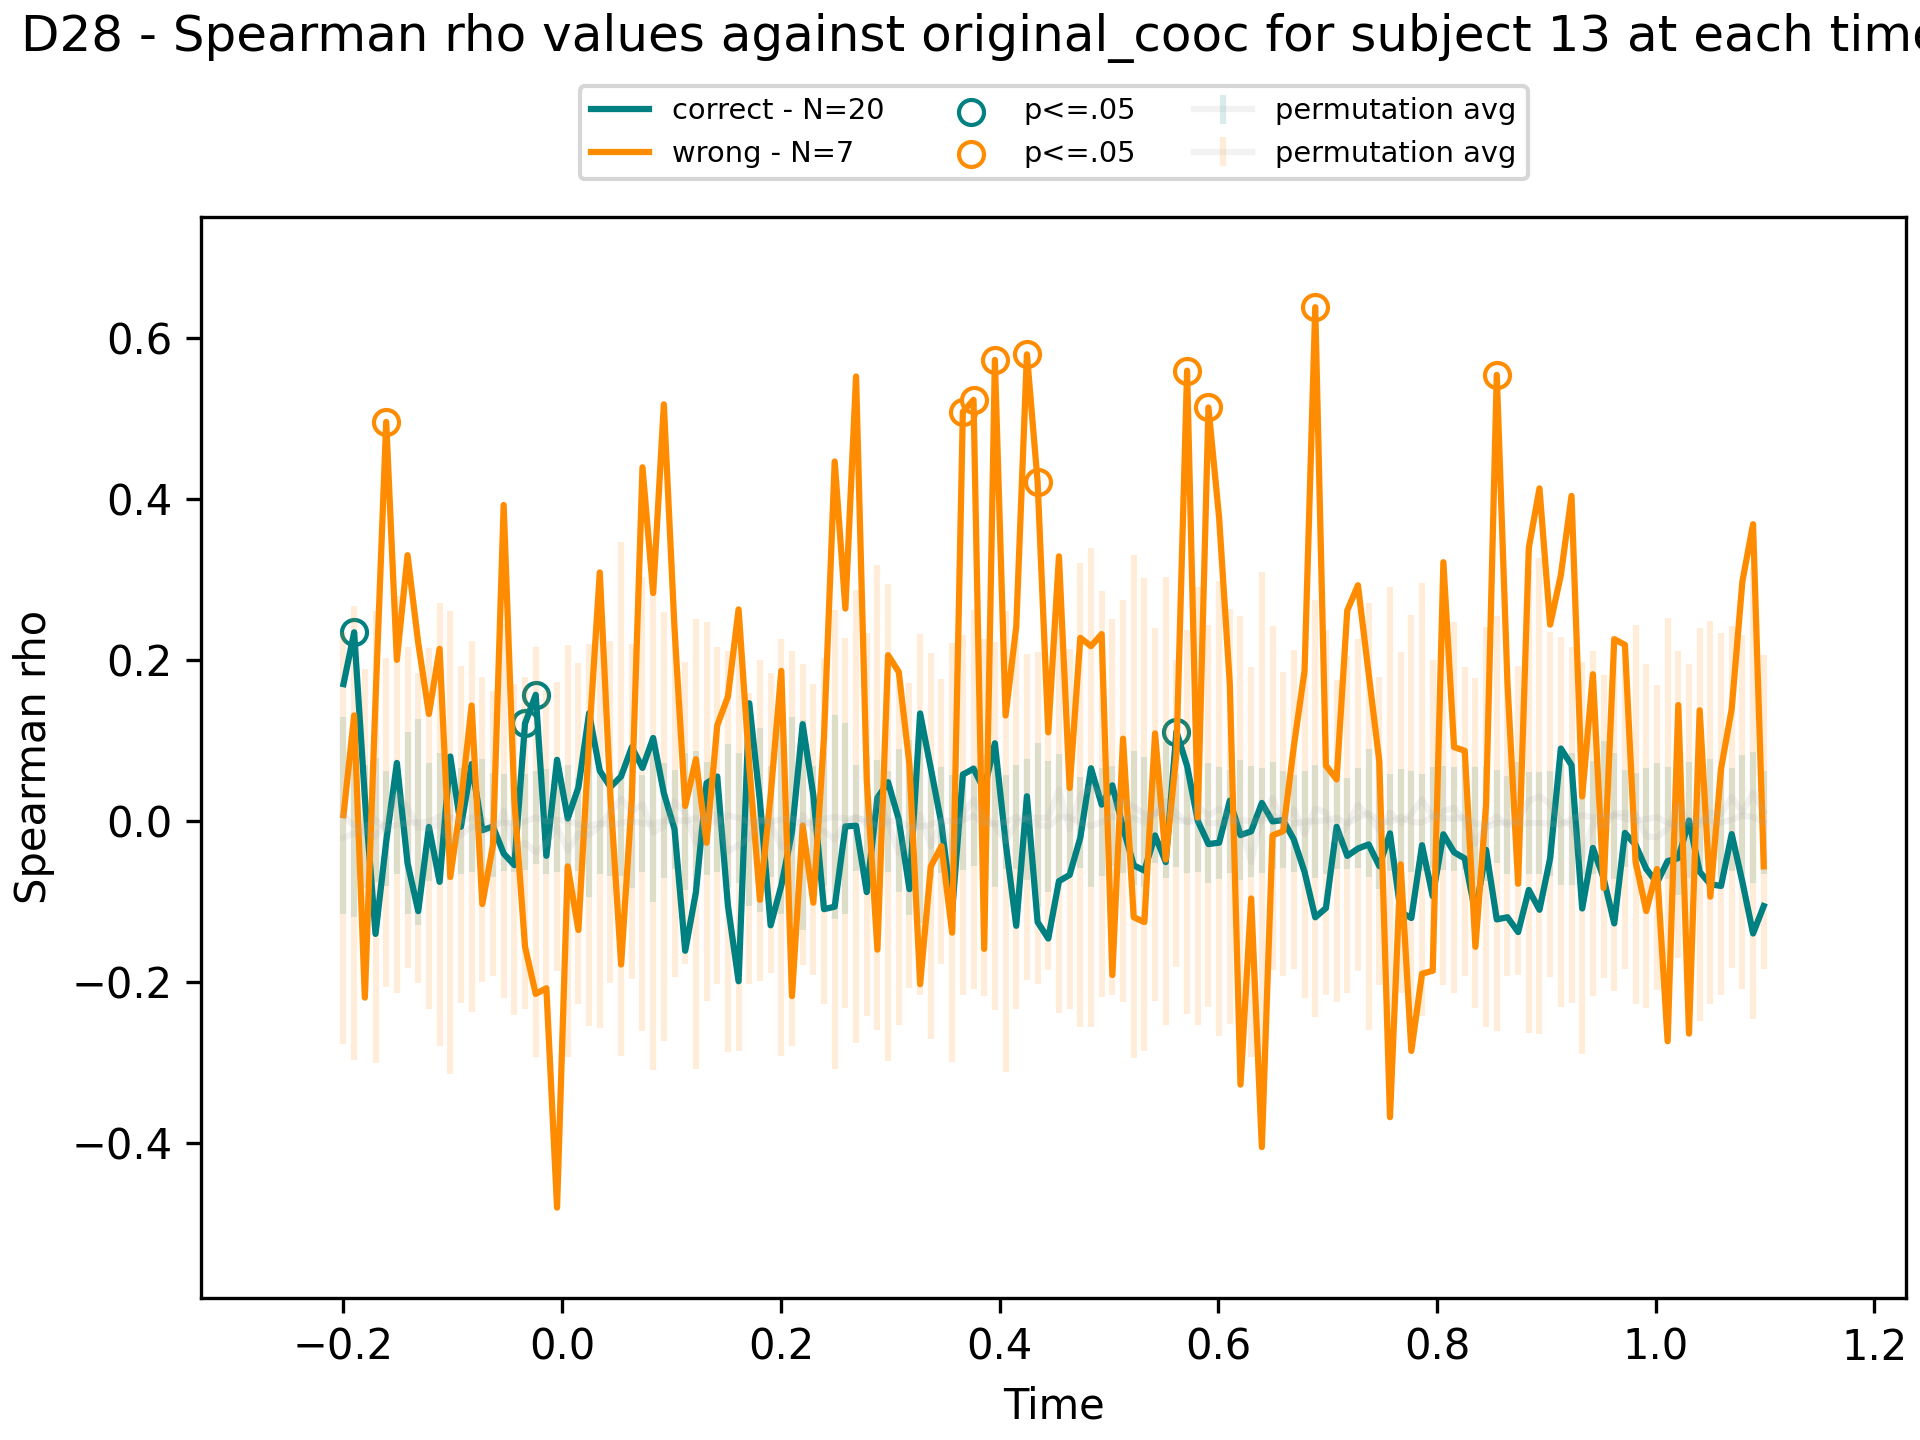 D28 - Spearman rho values against original_cooc for subject 13 at each time
correct - N=20
wrong - N=7
p<=.05
p<=.05
permutation avg
permutation avg
Spearman rho
0.6
0.4
0.2
0.0
−0.2
−0.4
−0.2 0.0 0.2 0.4 0.6 0.8 1.0 1.2
Time